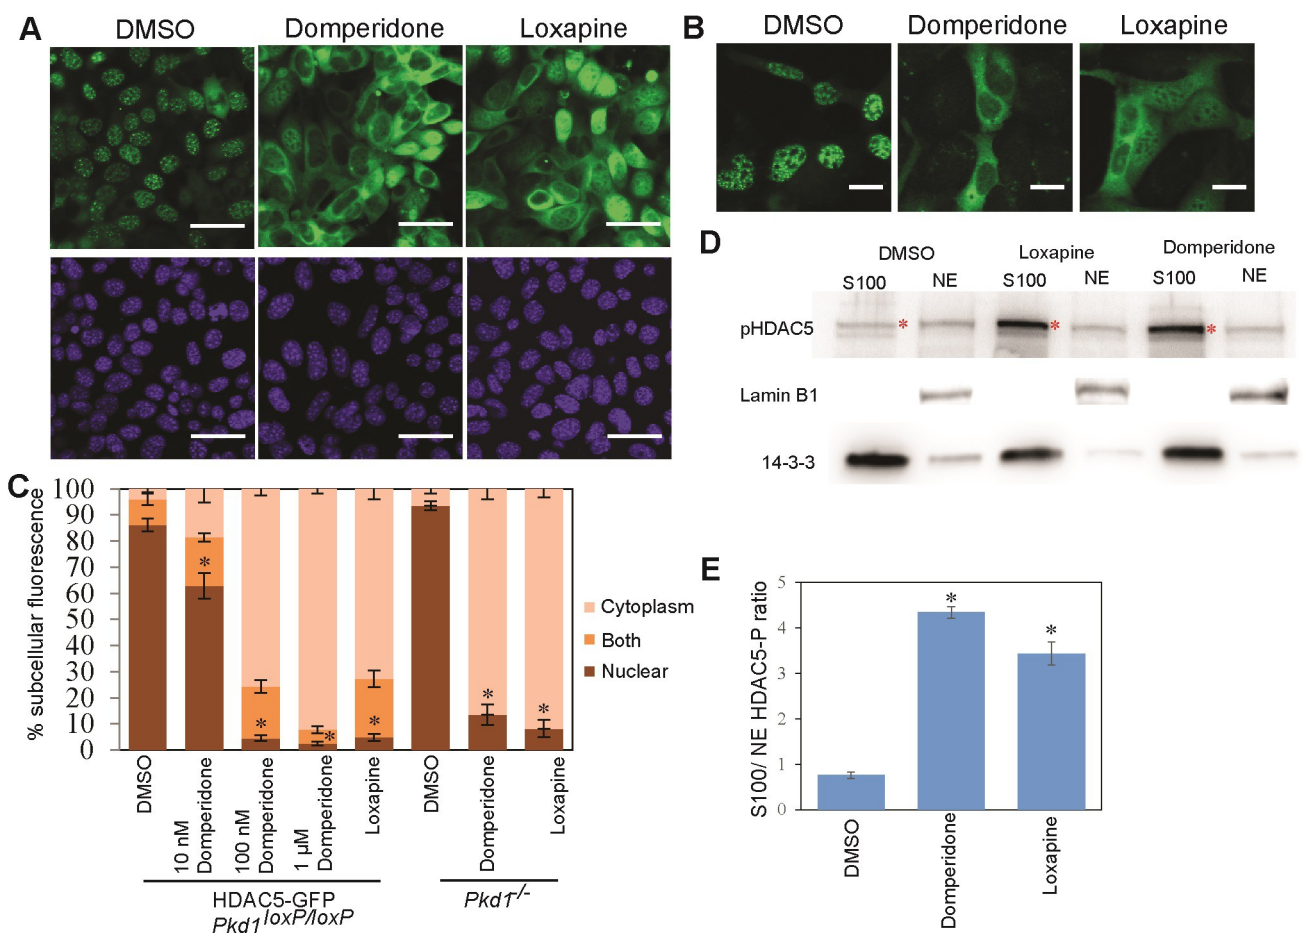 A
DMSO
Domperidone
Loxapine
B
DMSO
Domperidone
Loxapine
D
DMSO
Loxapine
Domperidone
S100
NE
S100
NE
S100
NE
pHDAC5
*
*
*
Lamin B1
14-3-3
C
% subcellular fluorescence
100
90
80
70
60
50
40
30
20
10
0
*
*
*
*
*
*
Cytoplasm
Both
Nuclear
DMSO
10 nM
Domperidone
100 nM
Domperidone
1 µM
Domperidone
Loxapine
DMSO
Domperidone
Loxapine
HDAC5-GFP
Pkd1 loxP/loxP
Pkd1-/-
E
S100/ NE HDAC5-P ratio
5
4
3
2
1
0
*
*
DMSO
Domperidone
Loxapine